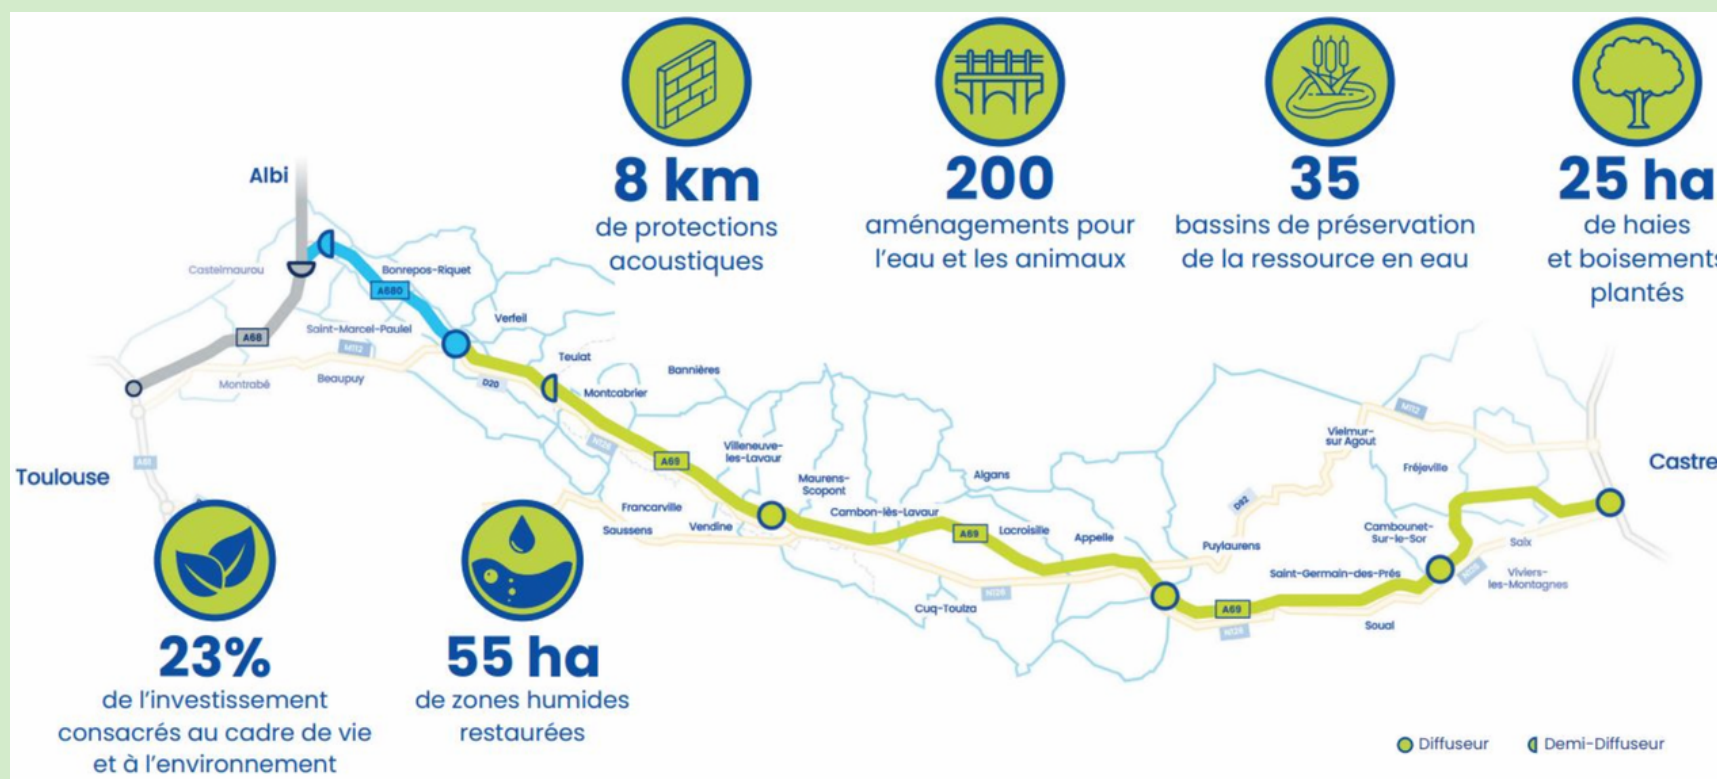 8 km
de protections
acoustiques
200
aménagements pour
l'eau et les animaux
35
bassins de préservation
de la ressource en eau
25 ha
de haies
et boisements
plantés
Albi
Castelmaurou
Bonrepos-Riquet
A680
Verfeil
A68
Saint-Marcel-Paulel
M112
Teulat
Montrabé
Beaupuy
D20
Bannières
Montcabrier
M112
Vielmur-
sur Agout
N126
Villeneuve-
les-Lavaur
A61
A69
Castre
Fréjeville
Toulouse
Maurens-
Scopont
Algans
D92
Francarville
Cambon-lès-Lavaur
Saussens
Vendine
A69
Lacroisille
Appelle
Cambounet-
Sur-le-Sor
Saix
Puylaurens
Saint-Germain-des-Prés
N126
Viviers-
les-Montagnes
N126
Cuq-Toulza
A69
Soual
N126
23%
de l'investissement
consacrés au cadre de vie
et à l'environnement
55 ha
de zones humides
restaurées
Diffuseur
Demi-Diffuseur